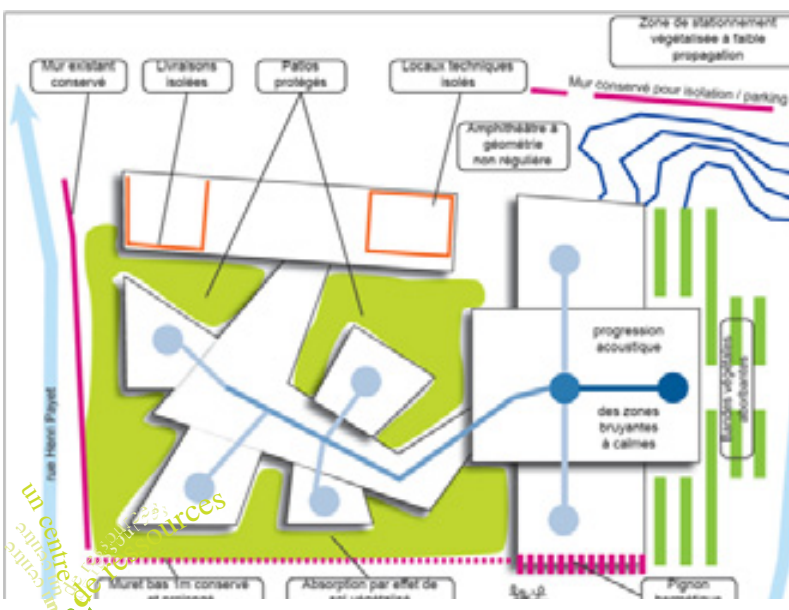 Zone de stationnement
végétalisée à faible
propagation
Mur existant
conservé
Livraisons
isolées
Patios
protégés
Locaux techniques
isolés
Mur conservé pour isolation / parking
Amphithéâtre à
géométrie
non régulière
progression
acoustique
des zones
bruyantes
à calmes
Bandes végétales
absorbantes
rue Henri Payet
un centre
de ressources
Muret bas 1m conservé
Absorption par effet de
sol végétalisé
Pignon